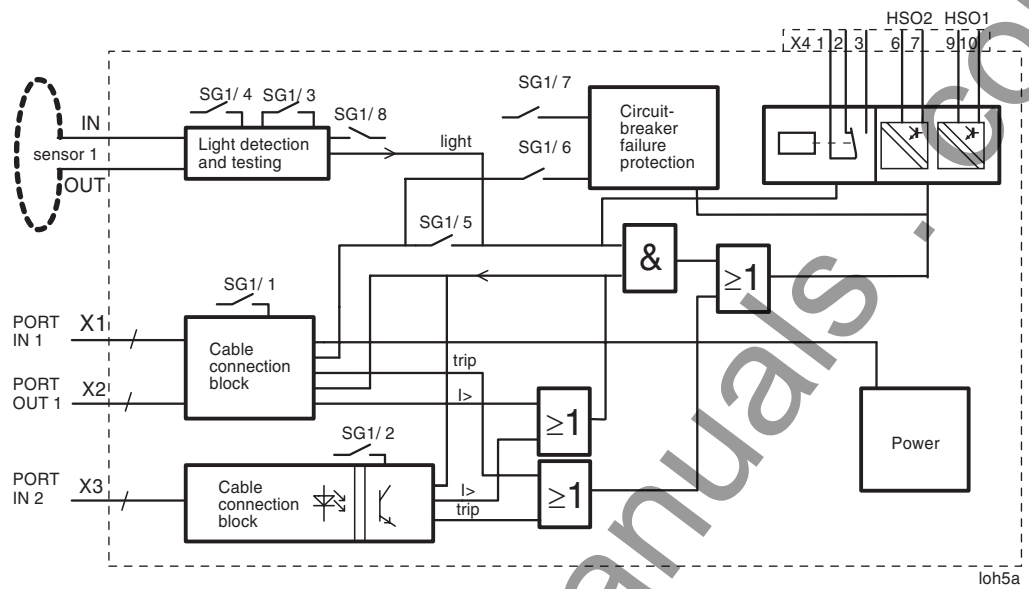 HSO2 HSO1
X4 1 2 3 6 7 9 10
SG1/ 4
SG1/ 3
SG1/ 8
SG1/ 7
IN
sensor 1
OUT
Light detection
and testing
light
SG1/ 6
Circuit-
breaker
failure
protection
SG1/ 5
&
≥1
SG1/ 1
PORT
IN 1
X1
Cable
connection
block
trip
I>
PORT
OUT 1
X2
≥1
Power
SG1/ 2
PORT
IN 2
X3
Cable
connection
block
I>
trip
≥1
loh5a
anuals.co